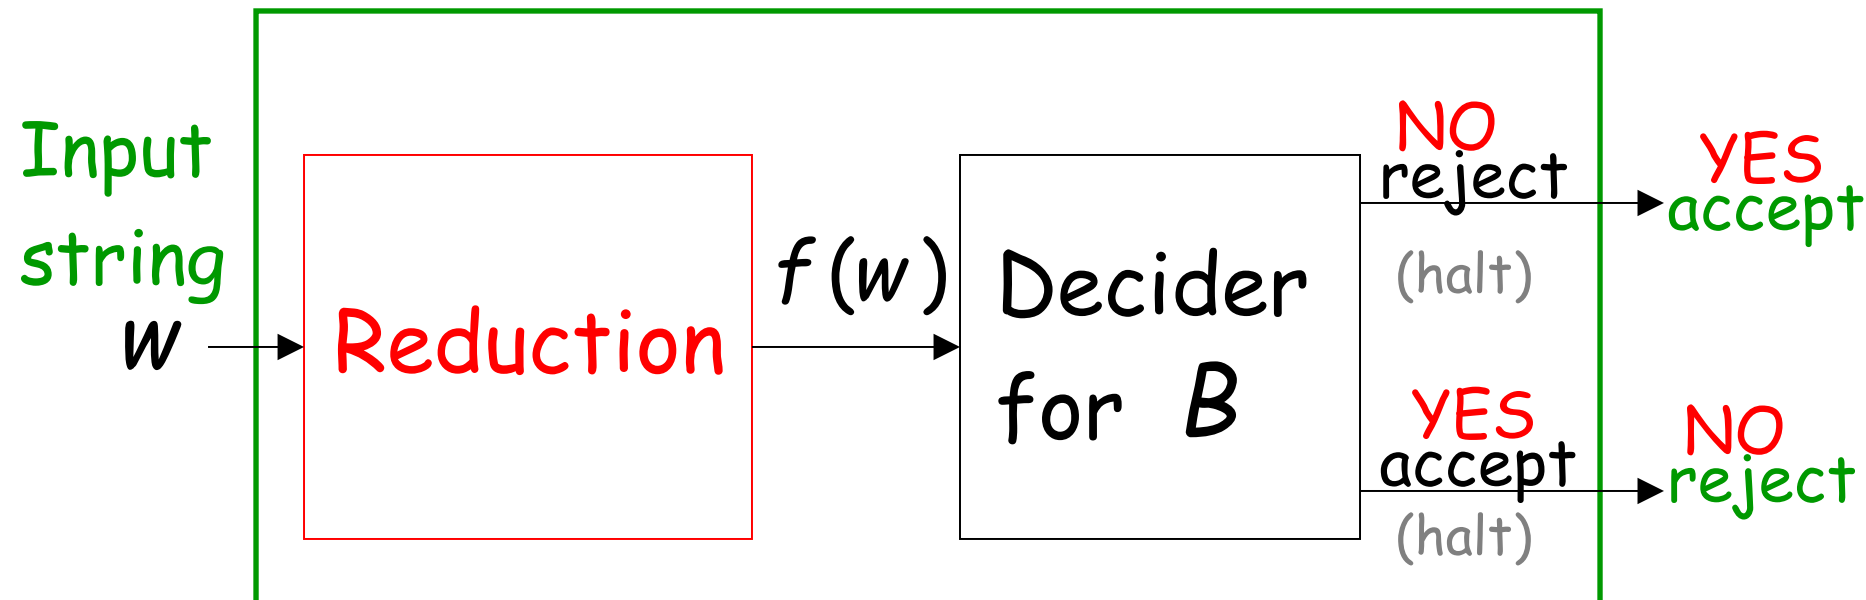 Input
string
w
Reduction
f(w)
Decider
for B
NO
reject
(halt)
YES
accept
(halt)
YES
accept
NO
reject